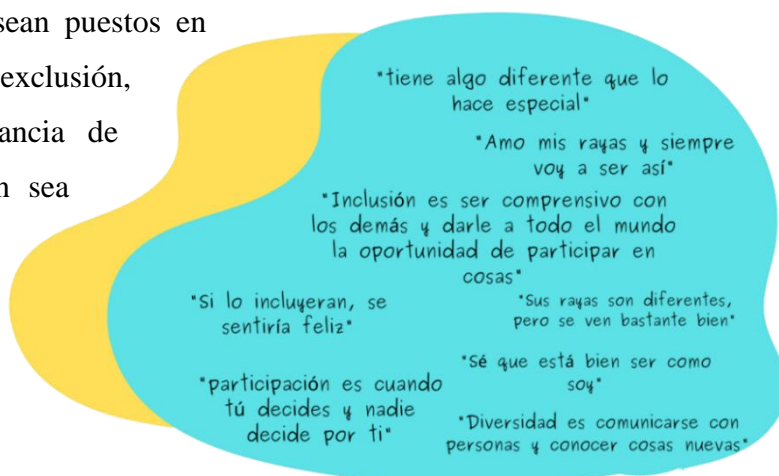 sean puestos en
exclusión,
ancia de
sea
"tiene algo diferente que lo
hace especial"
"Amo mis rayas y siempre
voy a ser así"
"Inclusión es ser comprensivo con
los demás y darle a todo el mundo
la oportunidad de participar en
cosas"
"Si lo incluyeran, se
sentiría feliz"
"Sus rayas son diferentes,
pero se ven bastante bien"
"Sé que está bien ser como
soy"
"participación es cuando
tú decides y nadie
decide por ti"
"Diversidad es comunicarse con
personas y conocer cosas nuevas"